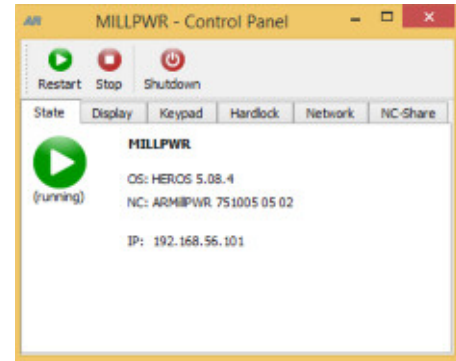 AR MILLPWR - Control Panel
Restart Stop Shutdown
State Display Keypad Hardlock Network NC-Share
MILLPWR
OS: HEROS 5.08.4
(running)
NC: ARMillPWR 751005 05 02
IP: 192.168.56.101